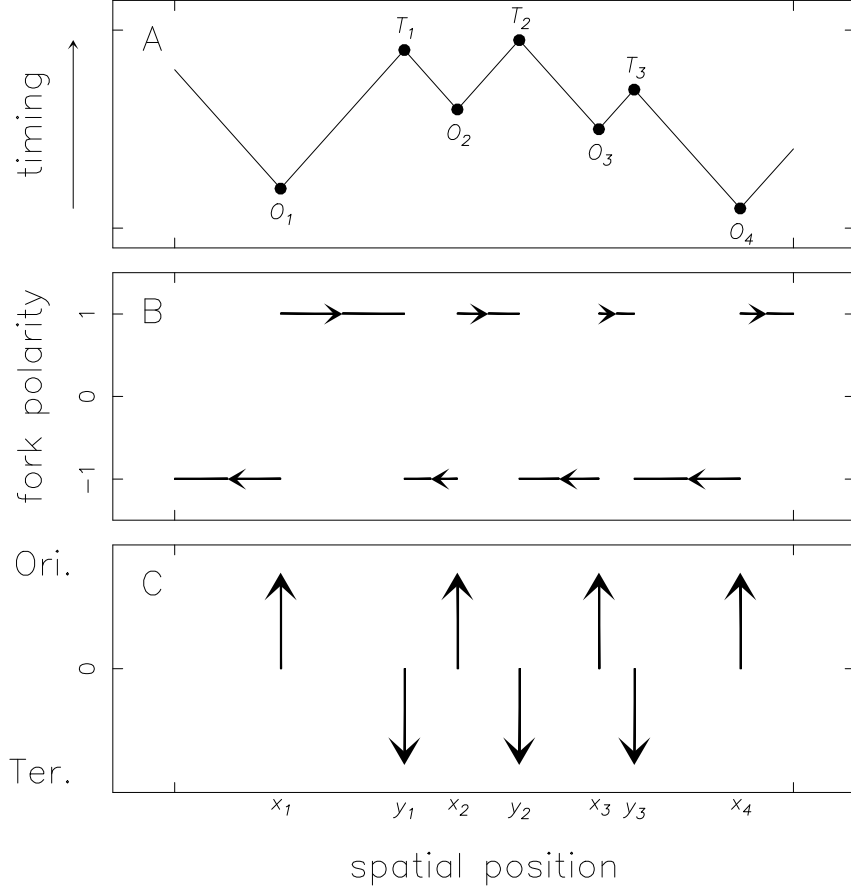 A
timing
T1
T2
T3
O1
O2
O3
O4
B
fork polarity
1
0
−1
C
Ori.
0
Ter.
x1 y1 x2 y2 x3 y3 x4
spatial position